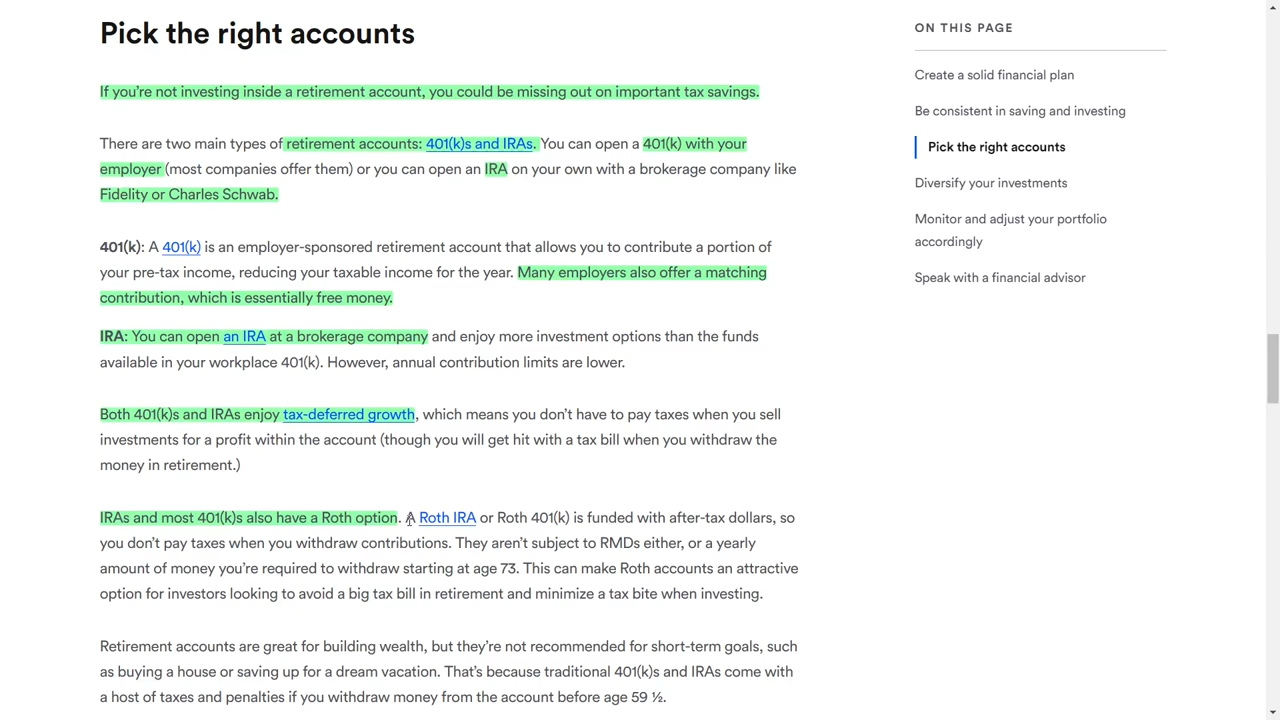 Pick the right accounts
If you're not investing inside a retirement account, you could be missing out on important tax savings.
There are two main types of retirement accounts: 401(k)s and IRAs. You can open a 401(k) with your
employer (most companies offer them) or you can open an IRA on your own with a brokerage company like
Fidelity or Charles Schwab.
401(k): A 401(k) is an employer-sponsored retirement account that allows you to contribute a portion of
your pre-tax income, reducing your taxable income for the year. Many employers also offer a matching
contribution, which is essentially free money.
IRA: You can open an IRA at a brokerage company and enjoy more investment options than the funds
available in your workplace 401(k). However, annual contribution limits are lower.
Both 401(k)s and IRAs enjoy tax-deferred growth, which means you don't have to pay taxes when you sell
investments for a profit within the account (though you will get hit with a tax bill when you withdraw the
money in retirement.)
IRAs and most 401(k)s also have a Roth option. A Roth IRA or Roth 401(k) is funded with after-tax dollars, so
you don't pay taxes when you withdraw contributions. They aren't subject to RMDs either, or a yearly
amount of money you're required to withdraw starting at age 73. This can make Roth accounts an attractive
option for investors looking to avoid a big tax bill in retirement and minimize a tax bite when investing.
Retirement accounts are great for building wealth, but they're not recommended for short-term goals, such
as buying a house or saving up for a dream vacation. That's because traditional 401(k)s and IRAs come with
a host of taxes and penalties if you withdraw money from the account before age 59 ½.
ON THIS PAGE
Create a solid financial plan
Be consistent in saving and investing
Pick the right accounts
Diversify your investments
Monitor and adjust your portfolio
accordingly
Speak with a financial advisor